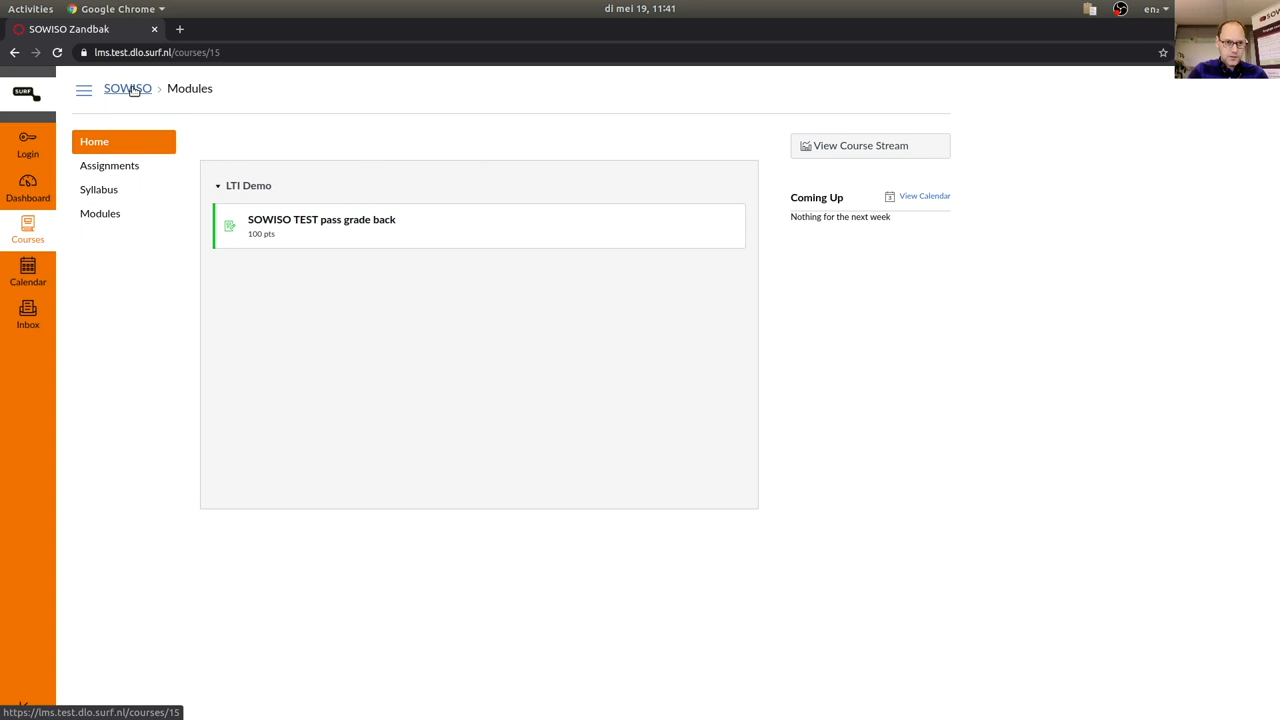 Activities
Google Chrome
di mei 19, 11:41
en₂
SOWISO Zandbak
lms.test.dlo.surf.nl/courses/15
SURF
SOWISO › Modules
Login
Dashboard
Courses
Calendar
Inbox
Home
Assignments
Syllabus
Modules
LTI Demo
SOWISO TEST pass grade back
100 pts
View Course Stream
Coming Up
3
View Calendar
Nothing for the next week
https://lms.test.dlo.surf.nl/courses/15